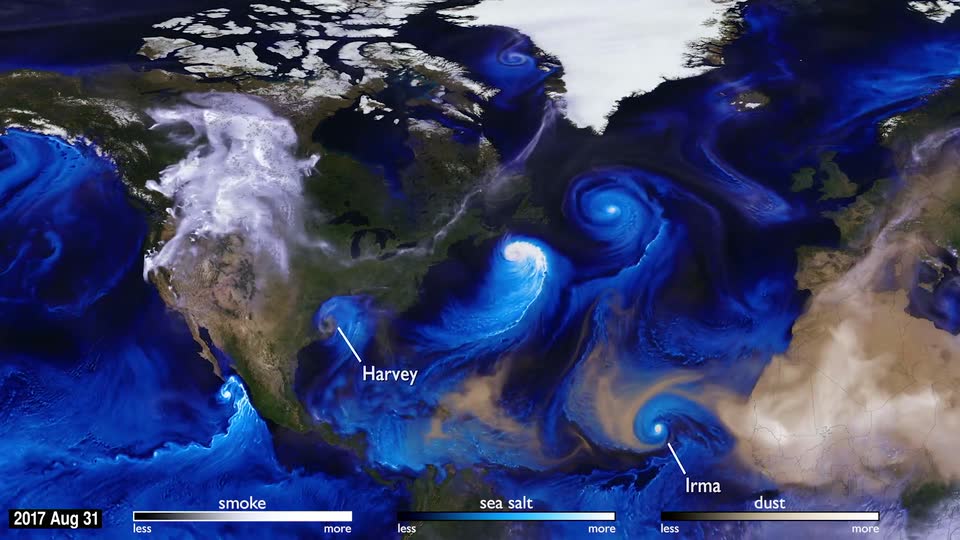 Harvey
Irma
2017 Aug 31
smoke
less more
sea salt
less more
dust
less more